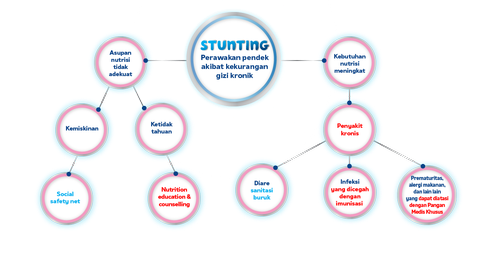 STUNTING
Perawakan pendek
akibat kekurangan
gizi kronik
Asupan
nutrisi
tidak
adekuat
Kebutuhan
nutrisi
meningkat
Kemiskinan
Ketidak
tahuan
Penyakit
kronis
Social
safety net
Nutrition
education &
counselling
Diare
sanitasi
buruk
Infeksi
yang dicegah
dengan
imunisasi
Prematuritas,
alergi makanan,
dan lain lain
yang dapat diatasi
dengan Pangan
Medis Khusus